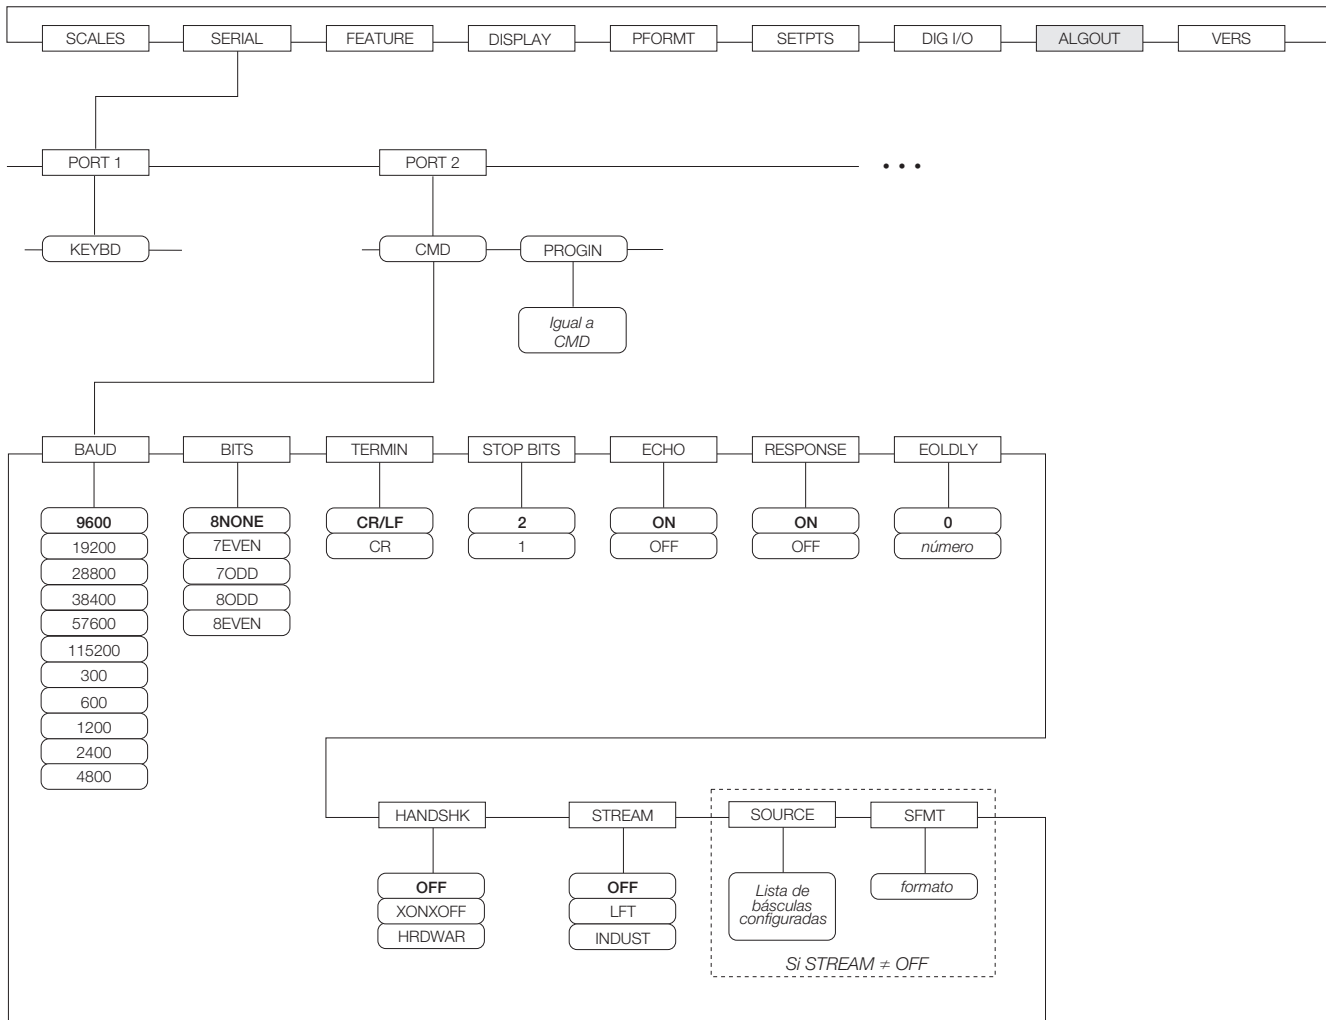 SCALES
SERIAL
FEATURE
DISPLAY
PFORMT
SETPTS
DIG I/O
ALGOUT
VERS
PORT 1
PORT 2
• • •
KEYBD
CMD
PROGIN
Igual a
CMD
BAUD
BITS
TERMIN
STOP BITS
ECHO
RESPONSE
EOLDLY
9600
19200
28800
38400
57600
115200
300
600
1200
2400
4800
8NONE
7EVEN
7ODD
8ODD
8EVEN
CR/LF
CR
2
1
ON
OFF
ON
OFF
0
número
HANDSHK
STREAM
SOURCE
SFMT
OFF
XONXOFF
HRDWAR
OFF
LFT
INDUST
Lista de
básculas
configuradas
formato
Si STREAM ≠ OFF